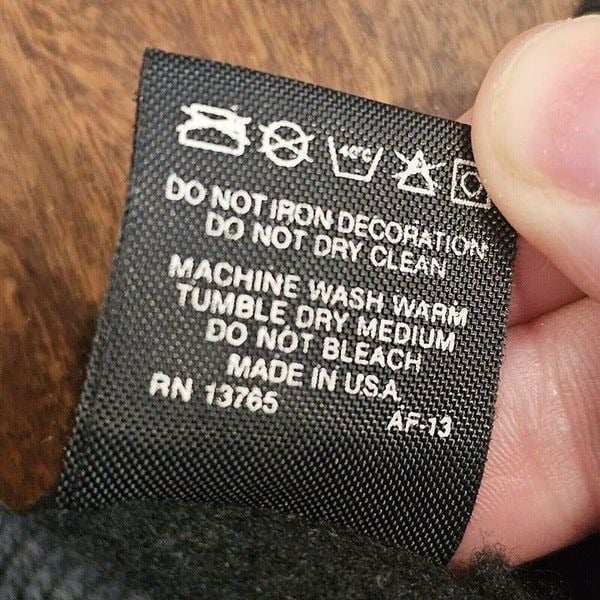 40°C
DO NOT IRON DECORATION
DO NOT DRY CLEAN
MACHINE WASH WARM
TUMBLE DRY MEDIUM
DO NOT BLEACH
MADE IN U.S.A.
RN 13765
AF-13